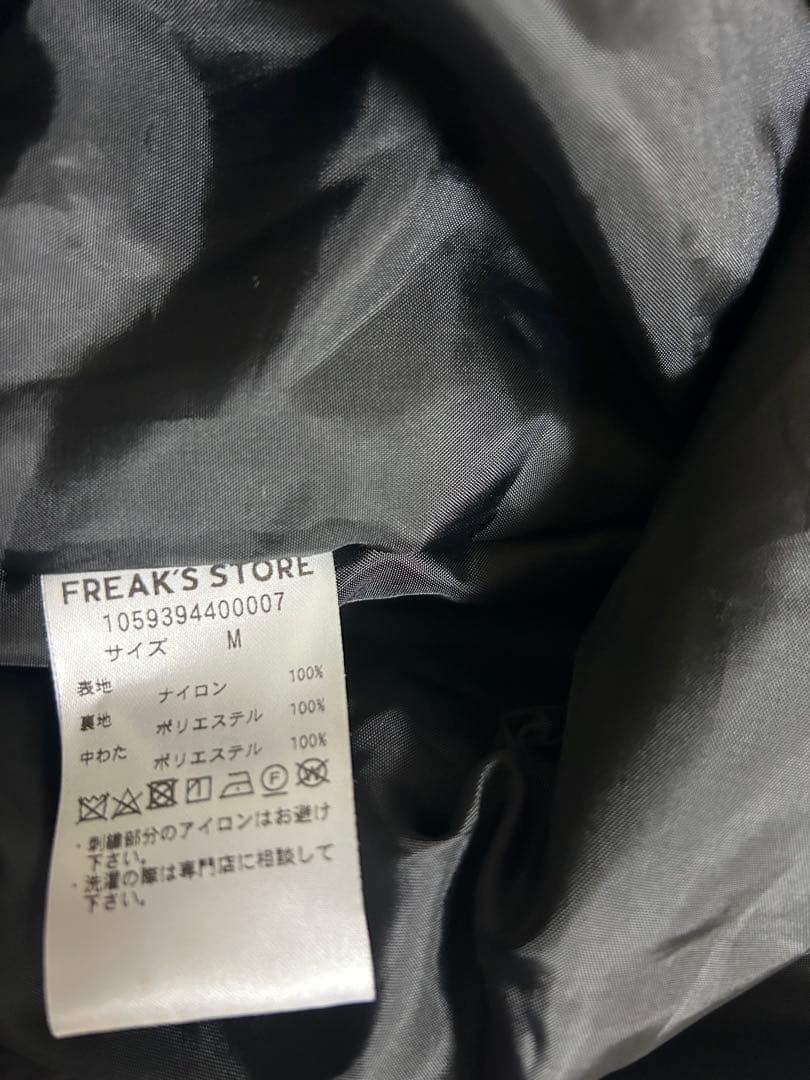 FREAK'S STORE
1059394400007
サイズ M
表地 ナイロン 100%
裏地 ポリエステル 100%
中わた ポリエステル 100%
F W
・刺繍部分のアイロンはお避け
下さい。
・洗濯の際は専門店に相談して
下さい。